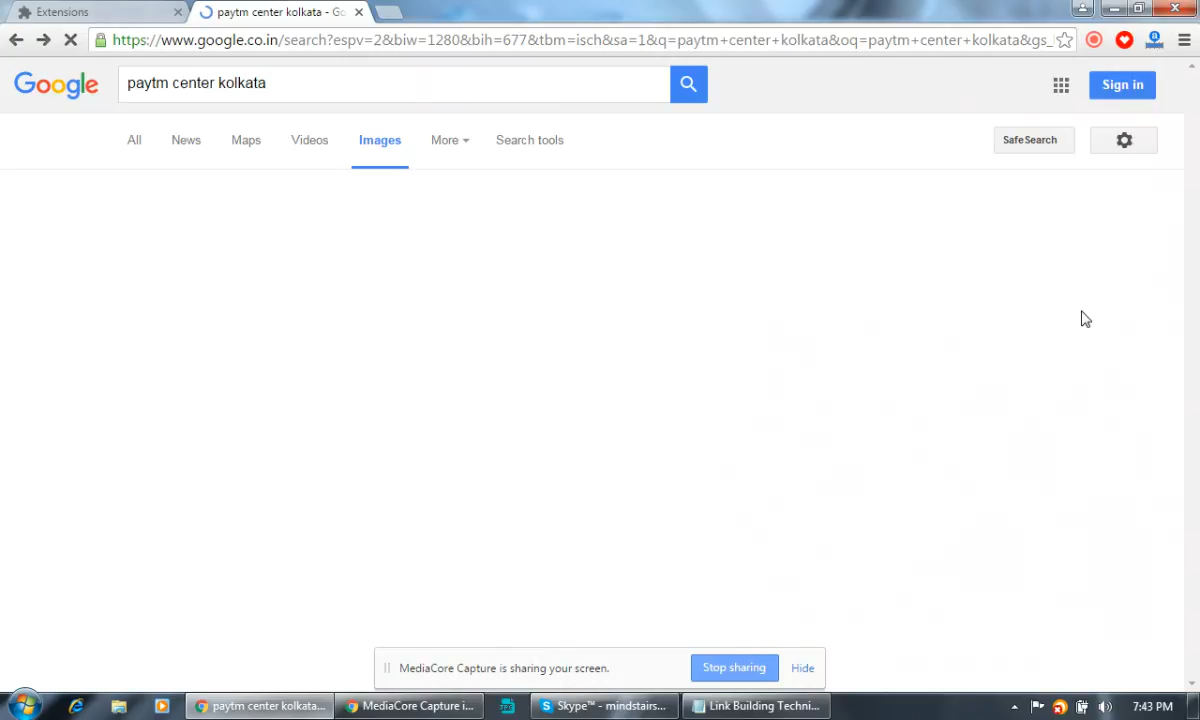 Extensions
paytm center kolkata - Go
https://www.google.co.in/search?espv=2&biw=1280&bih=677&tbm=isch&sa=1&q=paytm+center+kolkata&oq=paytm+center+kolkata&gs_
Google
paytm center kolkata
Sign in
All News Maps Videos Images More Search tools
SafeSearch
MediaCore Capture is sharing your screen. Stop sharing Hide
paytm center kolkata... MediaCore Capture i... Skype™ - mindstairs... Link Building Techni... 7:43 PM